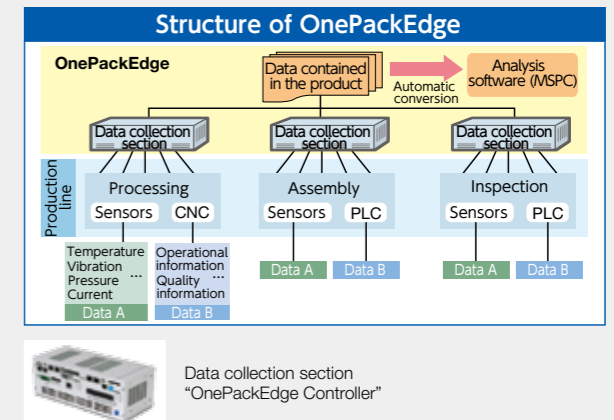 Structure of OnePackEdge
OnePackEdge
Data contained
in the product
Automatic
conversion
Analysis
software (MSPC)
Data collection
section
Data collection
section
Data collection
section
Production
line
Processing
Sensors
CNC
Assembly
Sensors
PLC
Inspection
Sensors
PLC
Temperature
Vibration
Pressure ...
Current
Data A
Operational
information
Quality ...
information
Data B
Data A
Data B
Data A
Data B
Data collection section
“OnePackEdge Controller”